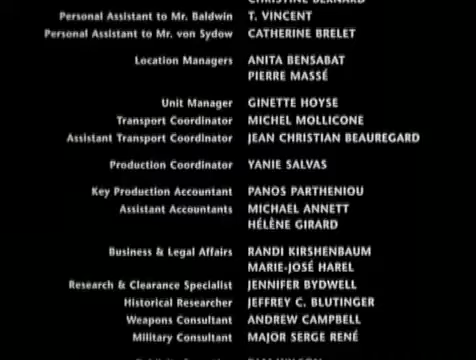 CHRISTINE BERNARD
Personal Assistant to Mr. Baldwin T. VINCENT
Personal Assistant to Mr. von Sydow CATHERINE BRELET
Location Managers ANITA BENSABAT
PIERRE MASSÉ
Unit Manager GINETTE HOYSE
Transport Coordinator MICHEL MOLLICONE
Assistant Transport Coordinator JEAN CHRISTIAN BEAUREGARD
Production Coordinator YANIE SALVAS
Key Production Accountant PANOS PARTHENIOU
Assistant Accountants MICHAEL ANNETT
HÉLÈNE GIRARD
Business & Legal Affairs RANDI KIRSHENBAUM
MARIE-JOSÉ HAREL
Research & Clearance Specialist JENNIFER BYDWELL
Historical Researcher JEFFREY C. BLUTINGER
Weapons Consultant ANDREW CAMPBELL
Military Consultant MAJOR SERGE RENÉ